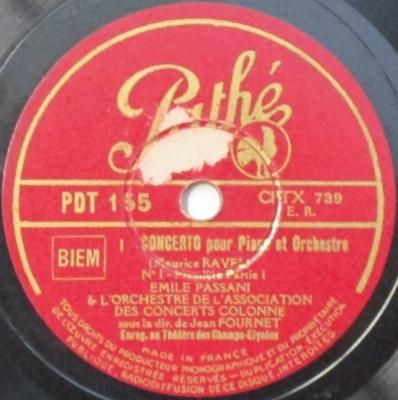 Pathé
PDT 155 CPTX 739
E. R.
BIEM
I CONCERTO pour Piano et Orchestre
(Maurice RAVEL)
Nº I - Première Partie I
EMILE PASSANI
& L'ORCHESTRE DE L'ASSOCIATION
DES CONCERTS COLONNE
sous la dir. de Jean FOURNET
Enreg. au Théâtre des Champs-Elysées
MADE IN FRANCE
TOUS DROITS DU PRODUCTEUR PHONOGRAPHIQUE ET DU PROPRIÉTAIRE
DE L'ŒUVRE ENREGISTRÉE RÉSERVÉS - DUPLICATION EXÉCUTION
PUBLIQUE, RADIODIFFUSION DE CE DISQUE INTERDITES